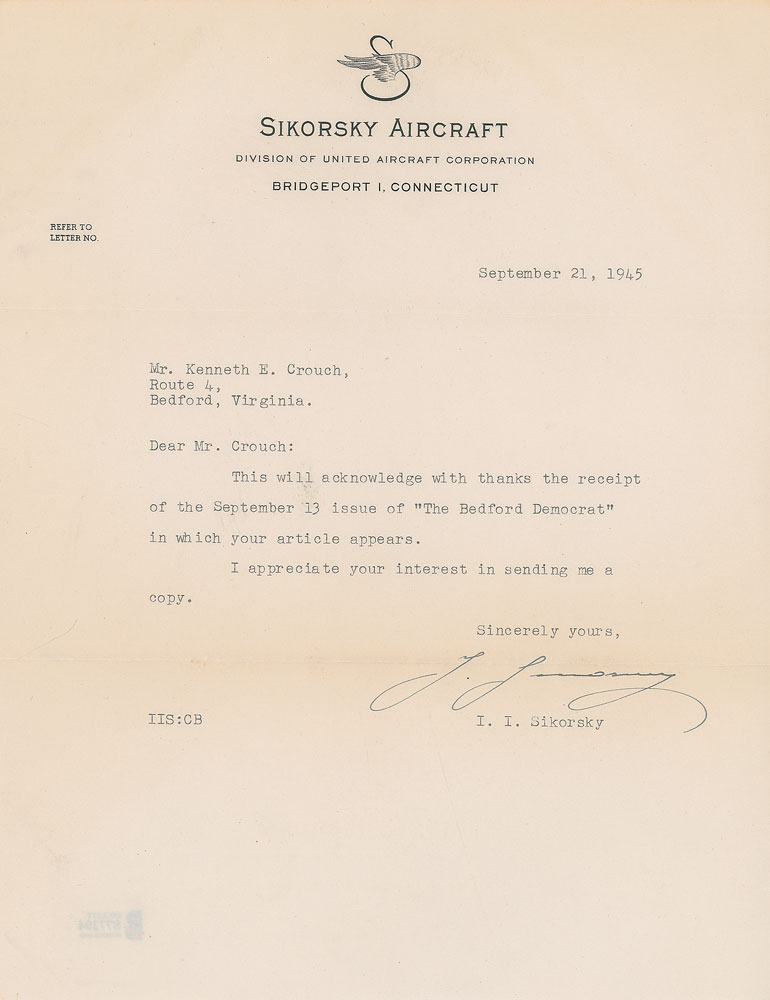 S
SIKORSKY AIRCRAFT
DIVISION OF UNITED AIRCRAFT CORPORATION
BRIDGEPORT 1, CONNECTICUT
REFER TO
LETTER NO.
September 21, 1945
Mr. Kenneth E. Crouch,
Route 4,
Bedford, Virginia.
Dear Mr. Crouch:
This will acknowledge with thanks the receipt
of the September 13 issue of "The Bedford Democrat"
in which your article appears.
I appreciate your interest in sending me a
copy.
Sincerely yours,
I. Sikorsky
IIS:CB
I. I. Sikorsky